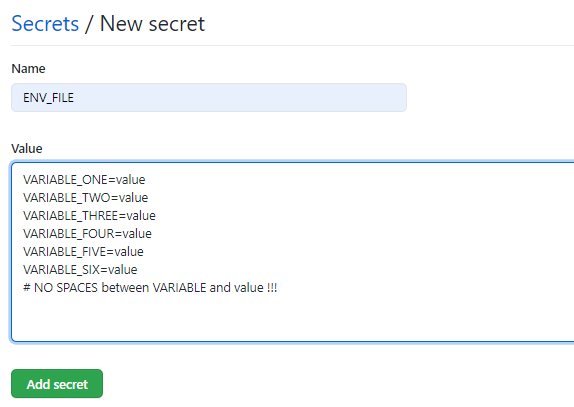 Secrets / New secret
Name
ENV_FILE
Value
VARIABLE_ONE=value
VARIABLE_TWO=value
VARIABLE_THREE=value
VARIABLE_FOUR=value
VARIABLE_FIVE=value
VARIABLE_SIX=value
# NO SPACES between VARIABLE and value !!!
Add secret